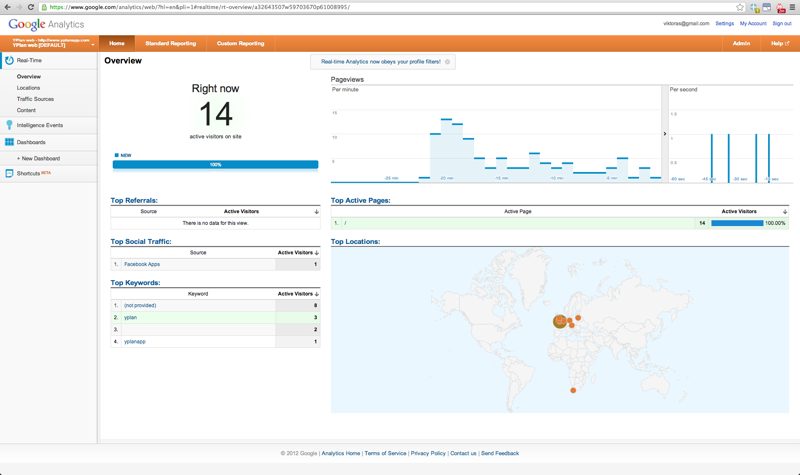 https://www.google.com/analytics/web/?hl=en&pli=1#realtime/rt-overview/a32643507w59703670p61008995/
Google Analytics
viktoras@gmail.com Settings My Account Sign out
YPlan web - http://www.yplanapp.com
YPlan web [DEFAULT]
Home Standard Reporting Custom Reporting Admin Help
Real-Time
Overview
Locations
Traffic Sources
Content
Intelligence Events
Dashboards
+ New Dashboard
Shortcuts BETA
Overview
Real-time Analytics now obeys your profile filters!
Right now
14
active visitors on site
NEW
100%
Pageviews
Per minute
15
10
5
-20 min -15 min -10 min -5 min
Per second
1.5
1
0.5
-60 sec
Top Referrals:
Source Active Visitors
There is no data for this view.
Top Active Pages:
Active Page Active Visitors
1. / 14 100.00%
Top Social Traffic:
Source Active Visitors
1. Facebook Apps 1
Top Locations:
Top Keywords:
Keyword Active Visitors
1. (not provided) 8
2. yplan 3
3. 2
4. yplanapp 1
© 2012 Google | Analytics Home | Terms of Service | Privacy Policy | Contact us | Send Feedback